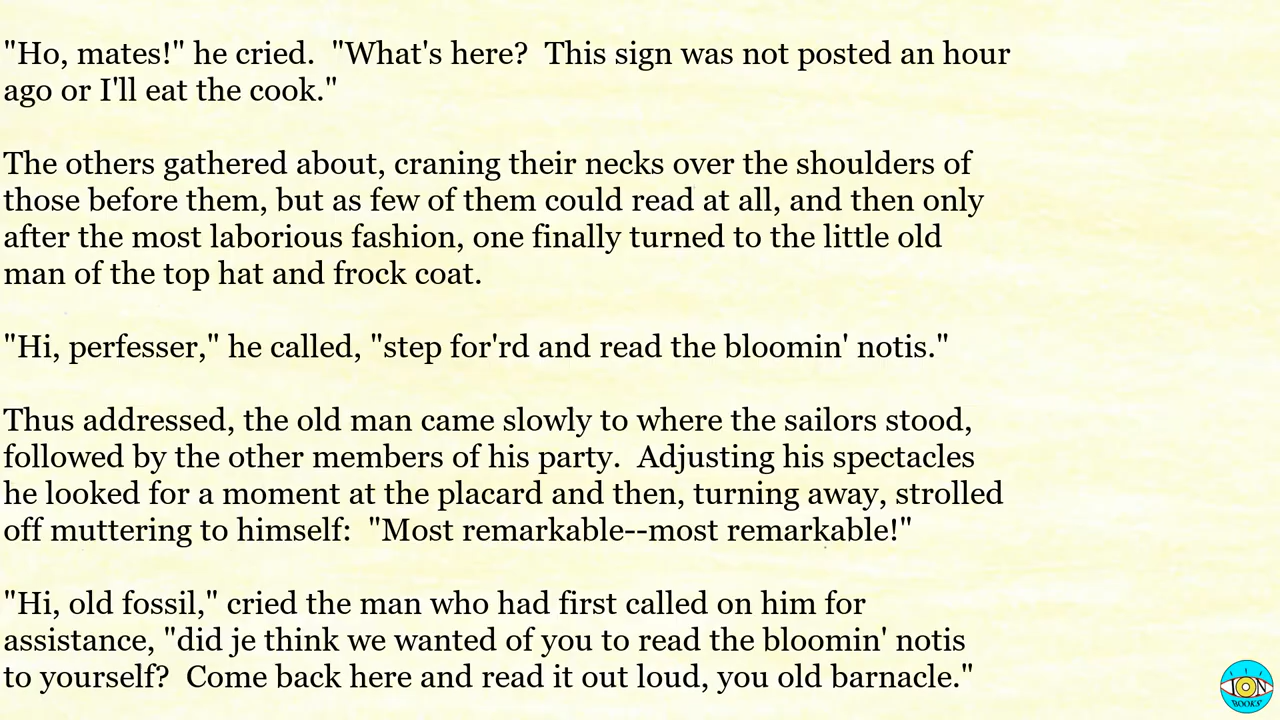 "Ho, mates!" he cried.  "What's here?  This sign was not posted an hour
ago or I'll eat the cook."
The others gathered about, craning their necks over the shoulders of
those before them, but as few of them could read at all, and then only
after the most laborious fashion, one finally turned to the little old
man of the top hat and frock coat.
"Hi, perfesser," he called, "step for'rd and read the bloomin' notis."
Thus addressed, the old man came slowly to where the sailors stood,
followed by the other members of his party.  Adjusting his spectacles
he looked for a moment at the placard and then, turning away, strolled
off muttering to himself:  "Most remarkable--most remarkable!"
"Hi, old fossil," cried the man who had first called on him for
assistance, "did je think we wanted of you to read the bloomin' notis
to yourself?  Come back here and read it out loud, you old barnacle."
ION
BOOKS